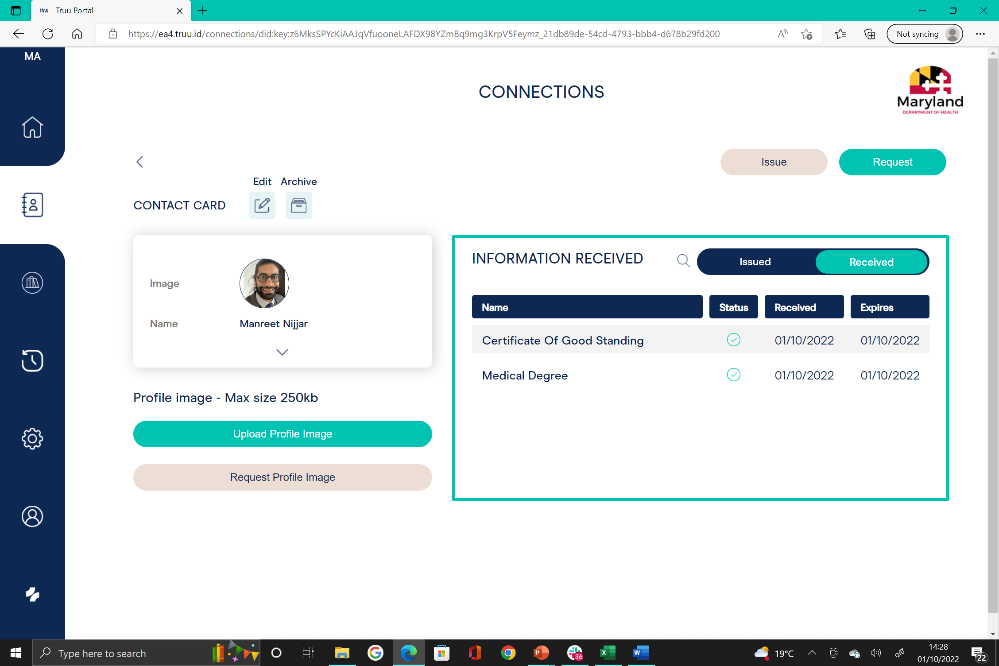 Truu Portal
https://ea4.truu.id/connections/did:key:z6MksSPYcKiAAJqVfuooneLAFDX98YZmBq9mg3KrpV5Feymz_21db89de-54cd-4793-bbb4-d678b29fd200
Not syncing
MA
CONNECTIONS
Maryland
DEPARTMENT OF HEALTH
Issue
Request
Edit
Archive
CONTACT CARD
Image
Name
Manreet Nijjar
Profile image - Max size 250kb
Upload Profile Image
Request Profile Image
INFORMATION RECEIVED
Issued
Received
Name Status Received Expires
Certificate Of Good Standing 01/10/2022 01/10/2022
Medical Degree 01/10/2022 01/10/2022
Type here to search
36
19°C
14:28
01/10/2022
22